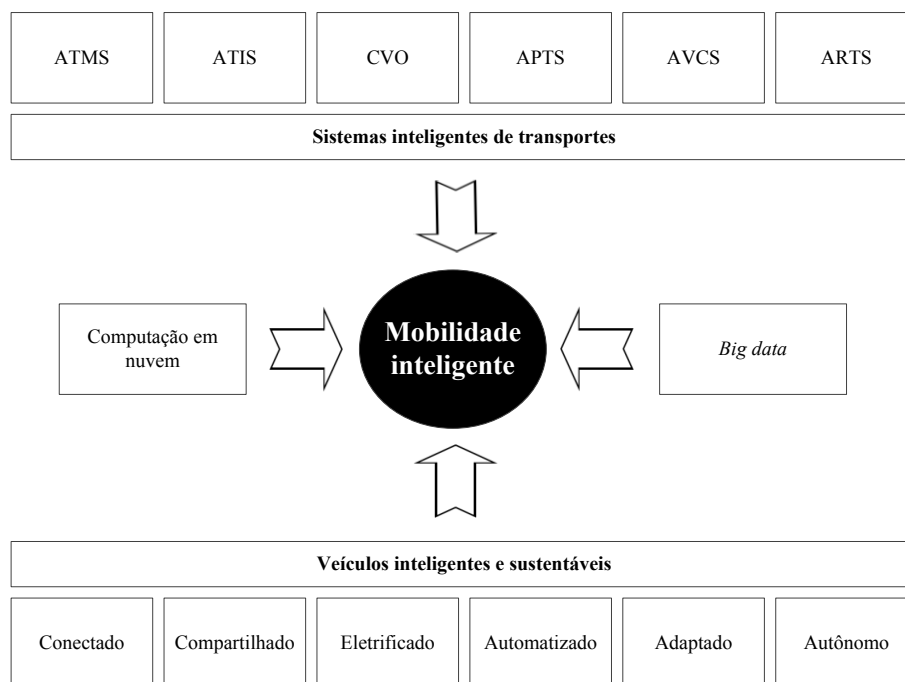 ATMS
ATIS
CVO
APTS
AVCS
ARTS
Sistemas inteligentes de transportes
Computação em
nuvem
Mobilidade
inteligente
Big data
Veículos inteligentes e sustentáveis
Conectado
Compartilhado
Eletrificado
Automatizado
Adaptado
Autônomo